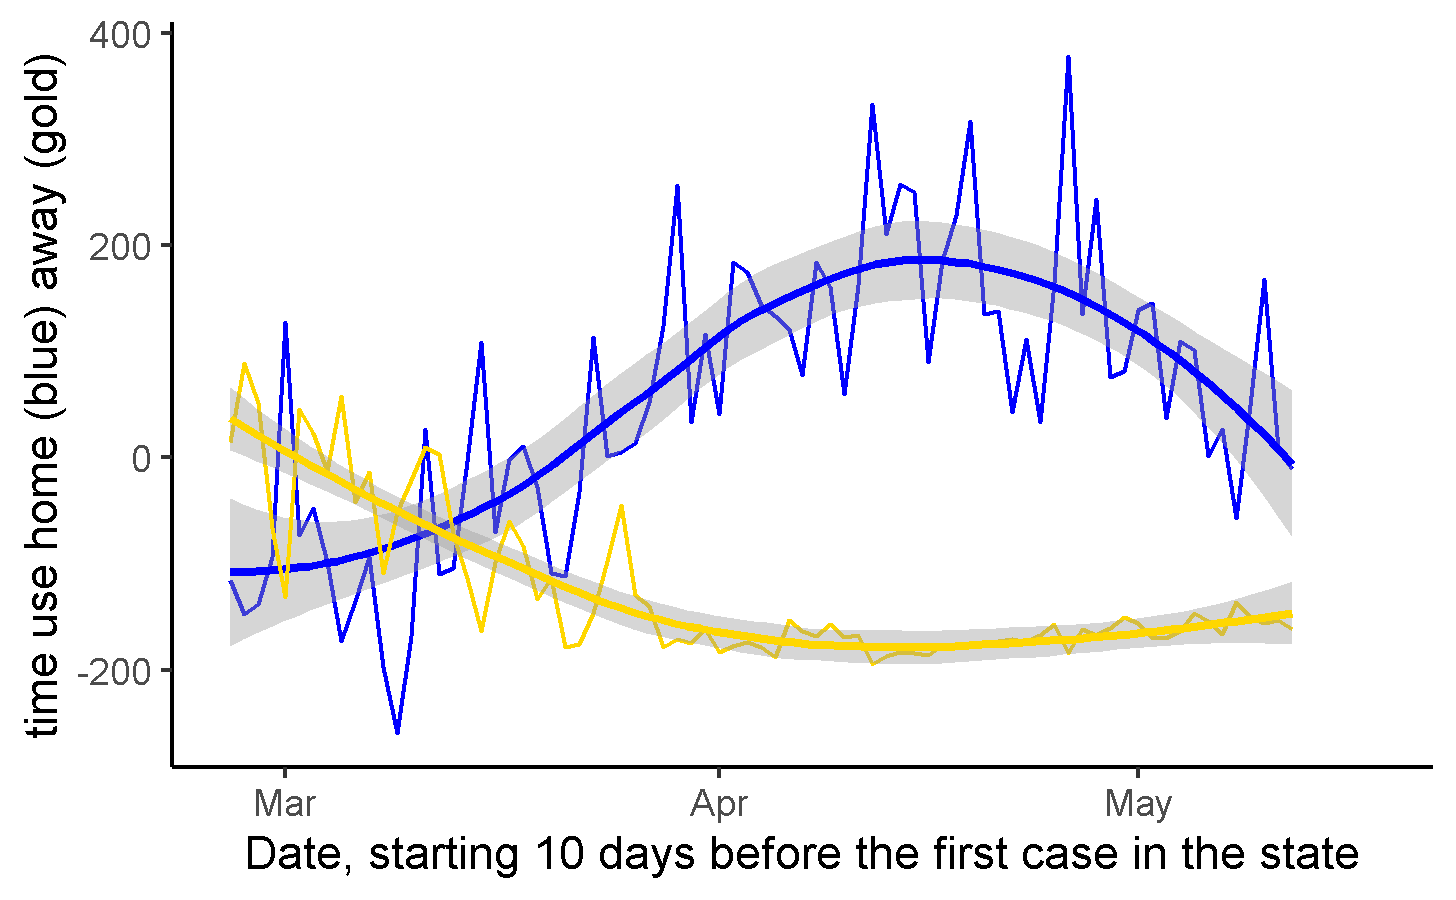 time use home (blue) away (gold)
400
200
0
-200
Mar
Apr
May
Date, starting 10 days before the first case in the state